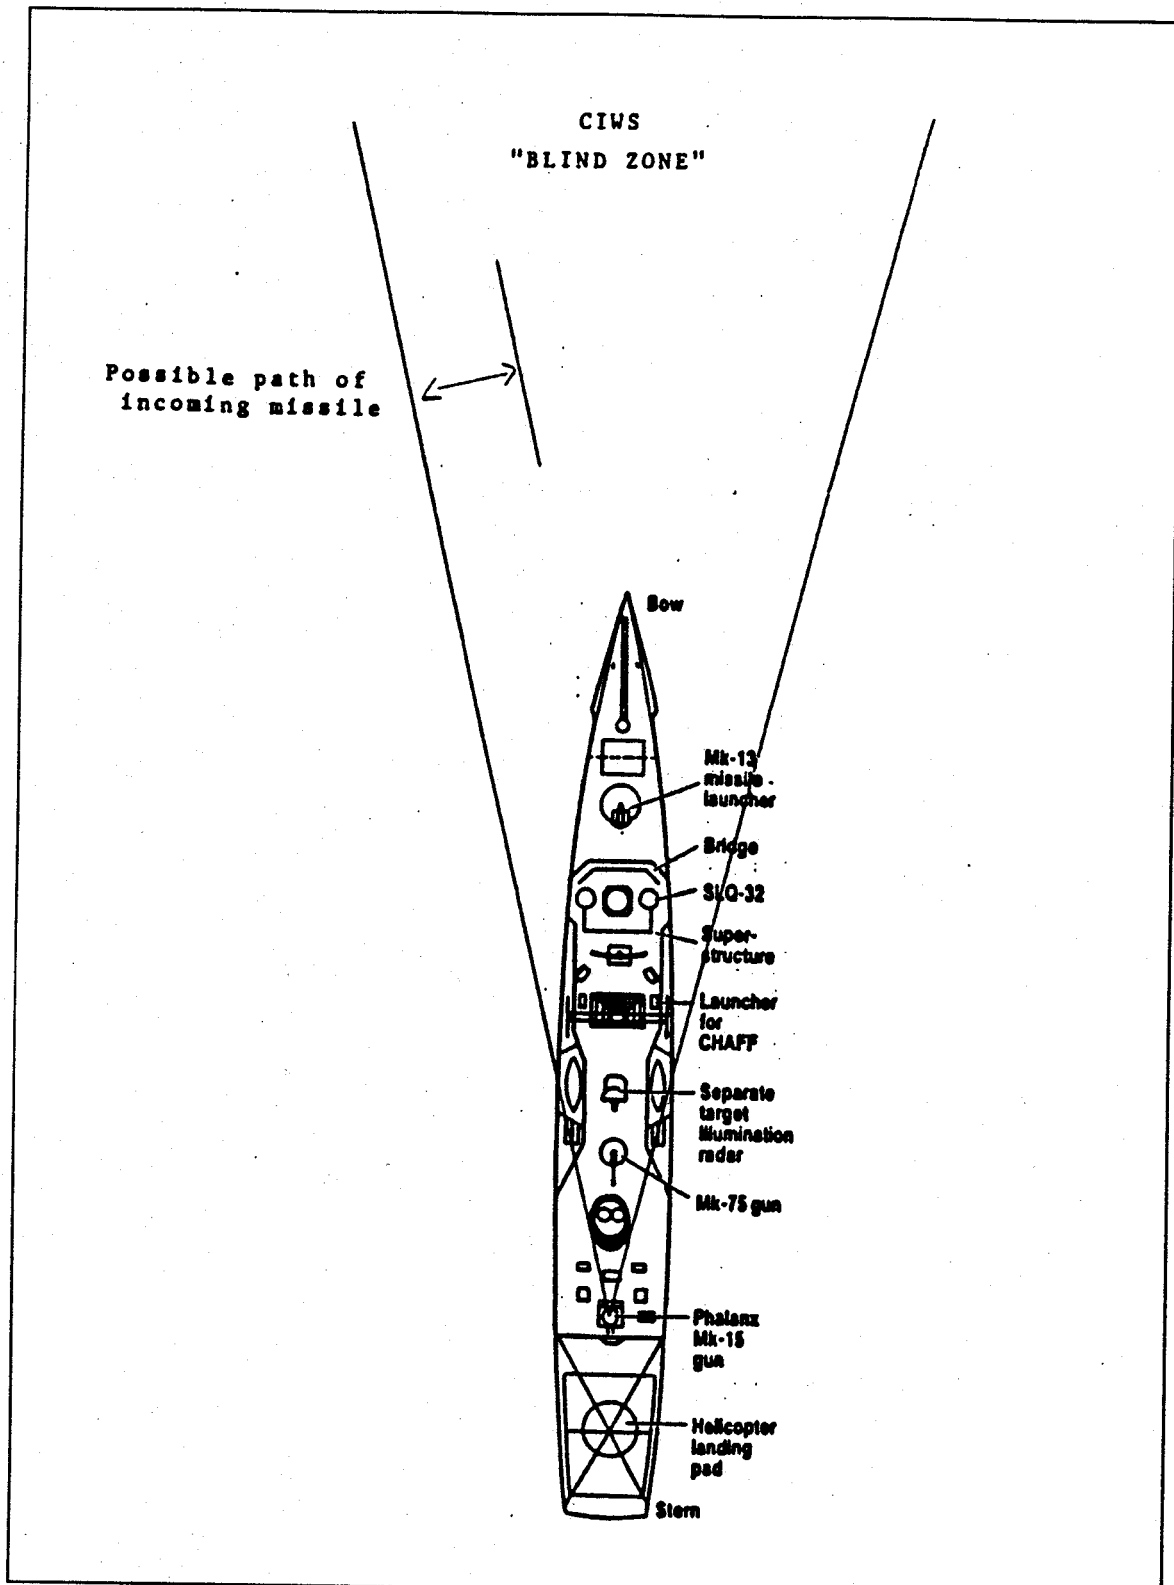 CIWS
"BLIND ZONE"
Possible path of
incoming missile
Bow
Mk-13
missile
launcher
Bridge
SLQ-32
Super-
structure
Launcher
for
CHAFF
Separate
target
illumination
radar
Mk-75 gun
Phalanx
Mk-15
gun
Helicopter
landing
pad
Stern